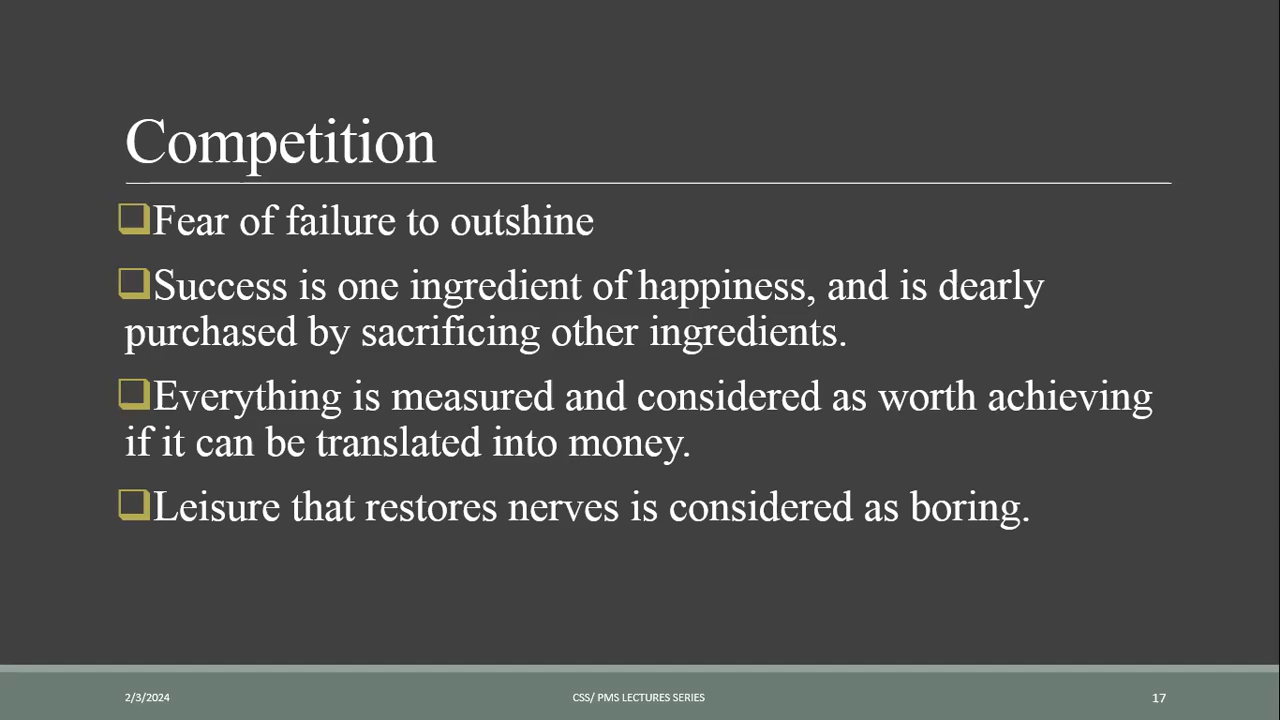 Competition
❑Fear of failure to outshine
❑Success is one ingredient of happiness, and is dearly
purchased by sacrificing other ingredients.
❑Everything is measured and considered as worth achieving
if it can be translated into money.
❑Leisure that restores nerves is considered as boring.
2/3/2024
CSS/ PMS LECTURES SERIES
17